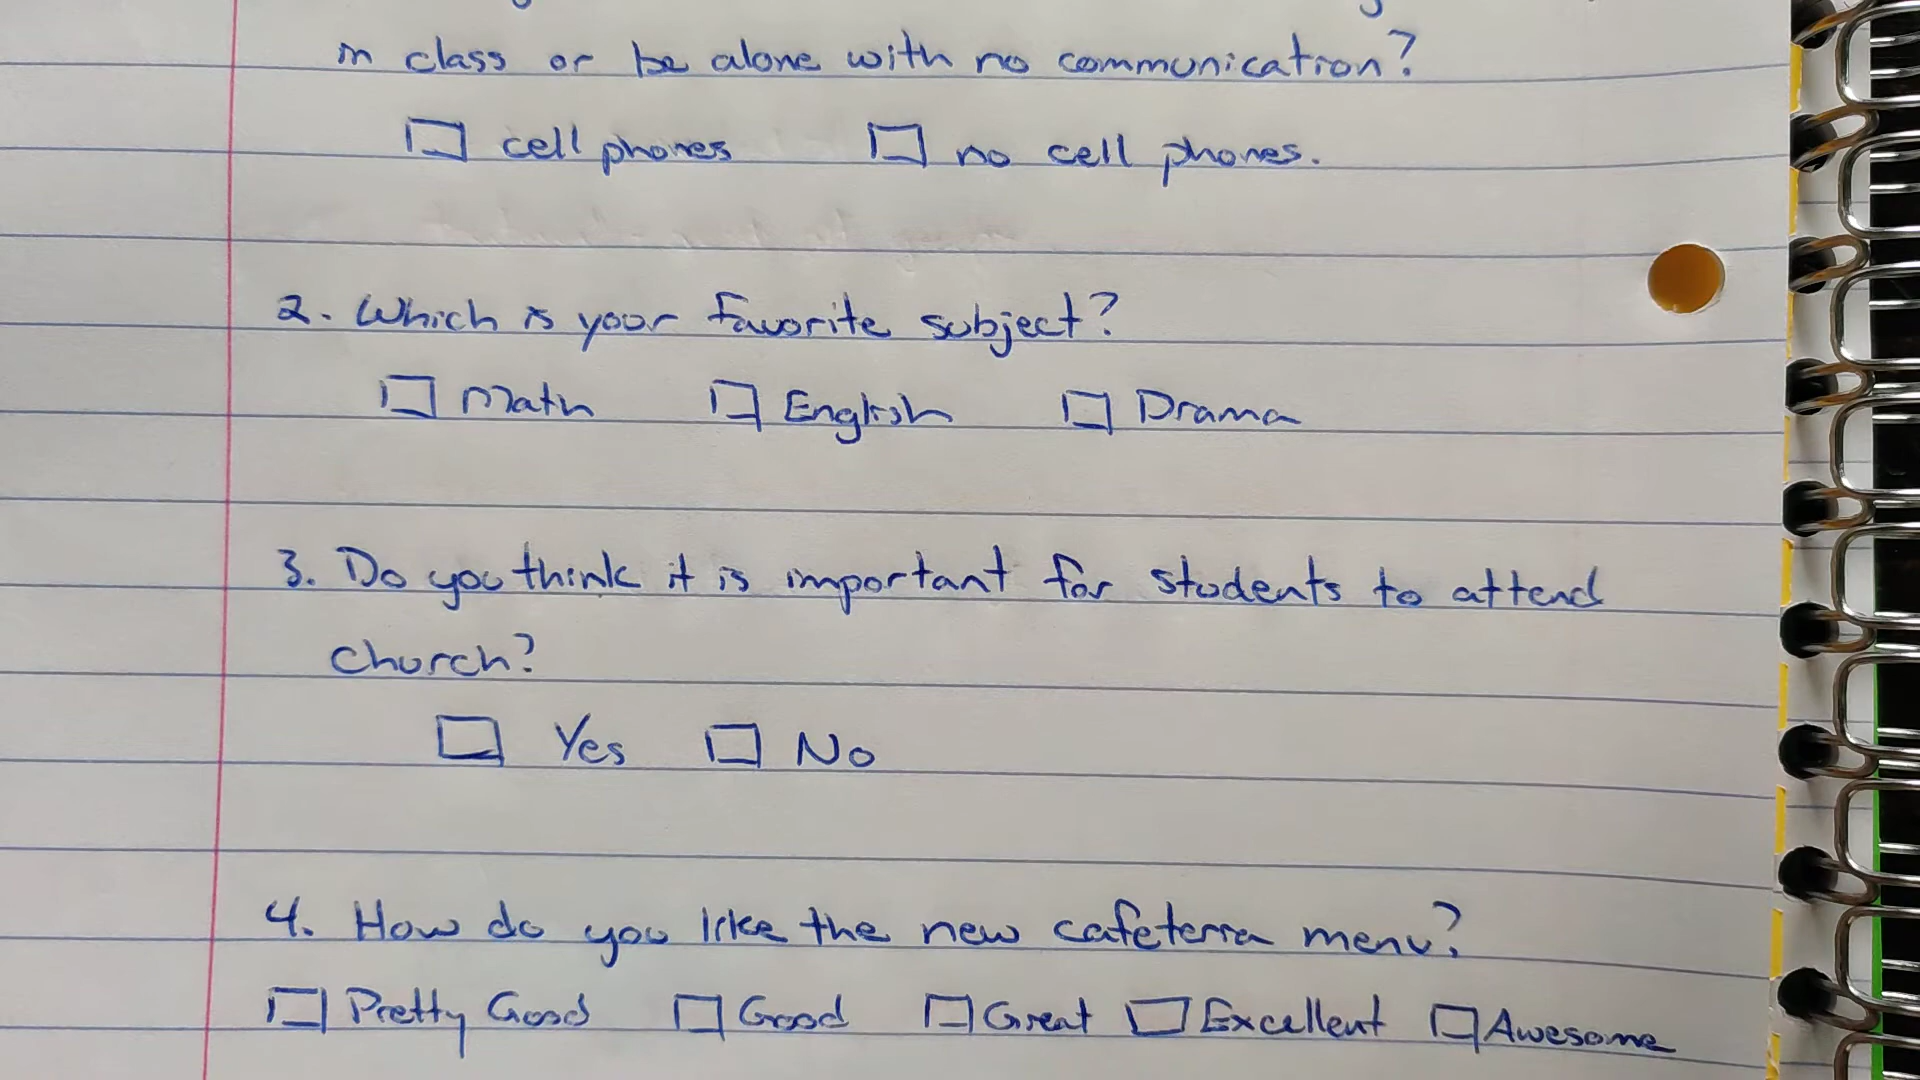 in class or be alone with no communication?
☐ cell phones ☐ no cell phones.
2. Which is your favorite subject?
☐ Math ☐ English ☐ Drama
3. Do you think it is important for students to attend
church?
☐ Yes ☐ No
4. How do you like the new cafeteria menu?
☐ Pretty Good ☐ Good ☐ Great ☐ Excellent ☐ Awesome